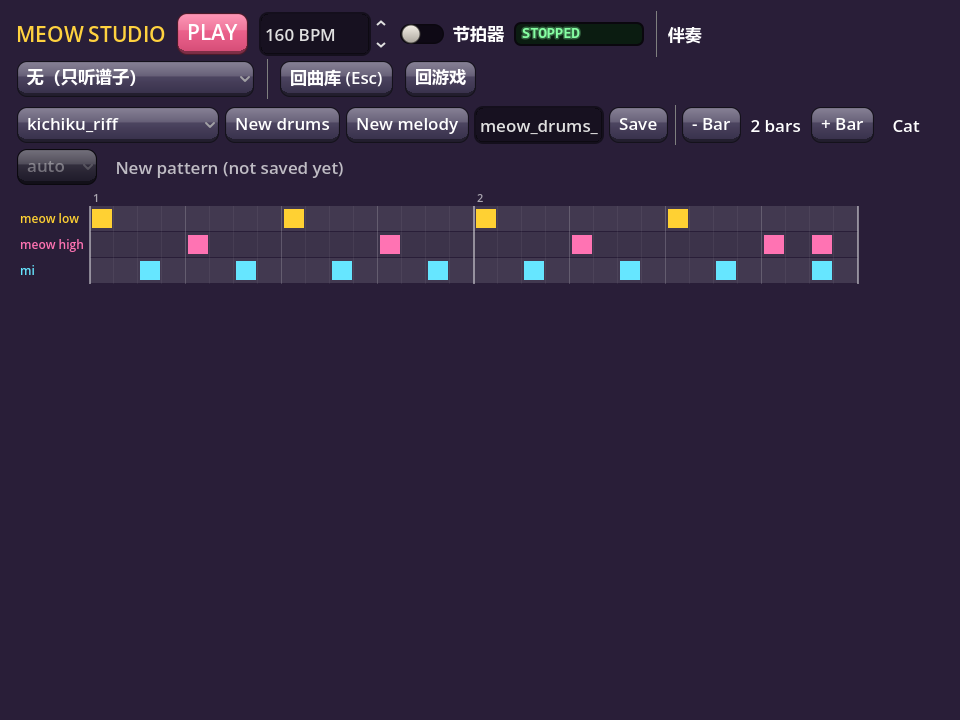 MEOW STUDIO PLAY 160 BPM 节拍器 STOPPED 伴奏
无（只听谱子） 回曲库 (Esc) 回游戏
kichiku_riff New drums New melody meow_drums_ Save - Bar 2 bars + Bar Cat
auto New pattern (not saved yet)
1 2
meow low
meow high
mi